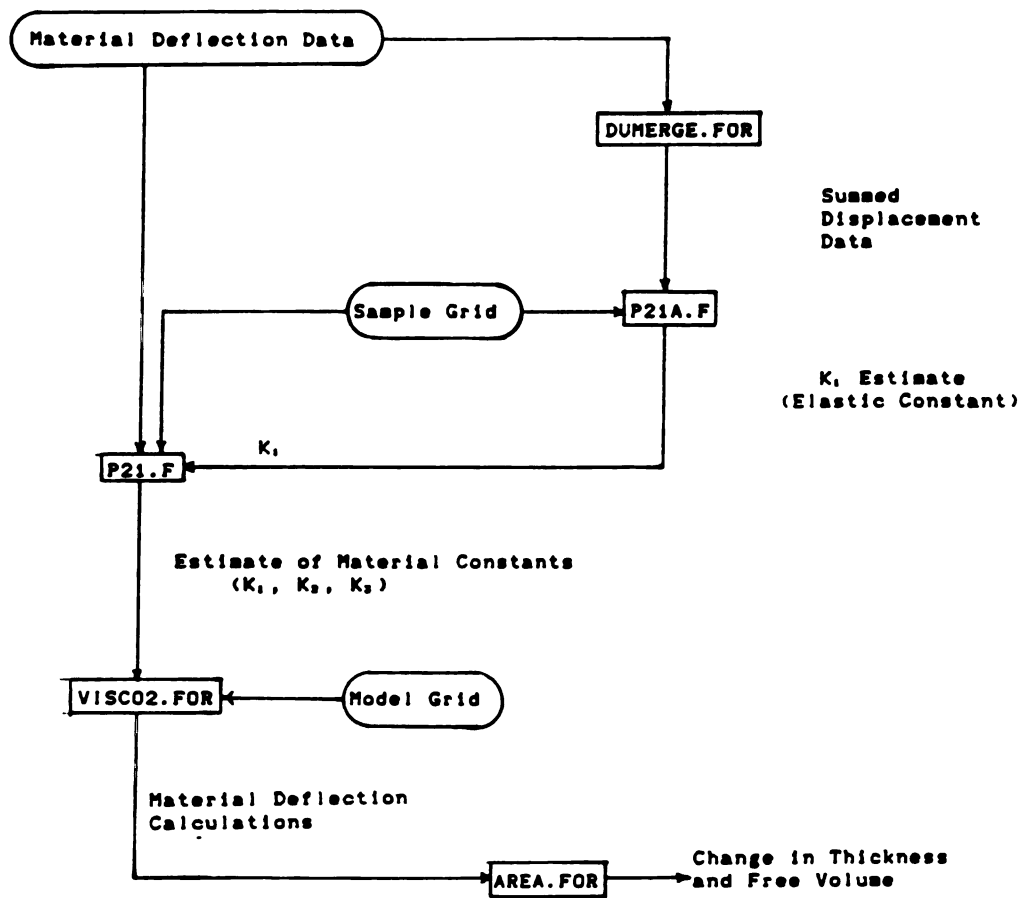 Material Deflection Data
DUMERGE.FOR
Summed
Displacement
Data
Sample Grid
P21A.F
K₁ Estimate
(Elastic Constant)
K₁
P21.F
Estimate of Material Constants
(K₁, K₂, K₃)
VISCO2.FOR
Model Grid
Material Deflection
Calculations
AREA.FOR
Change in Thickness
and Free Volume